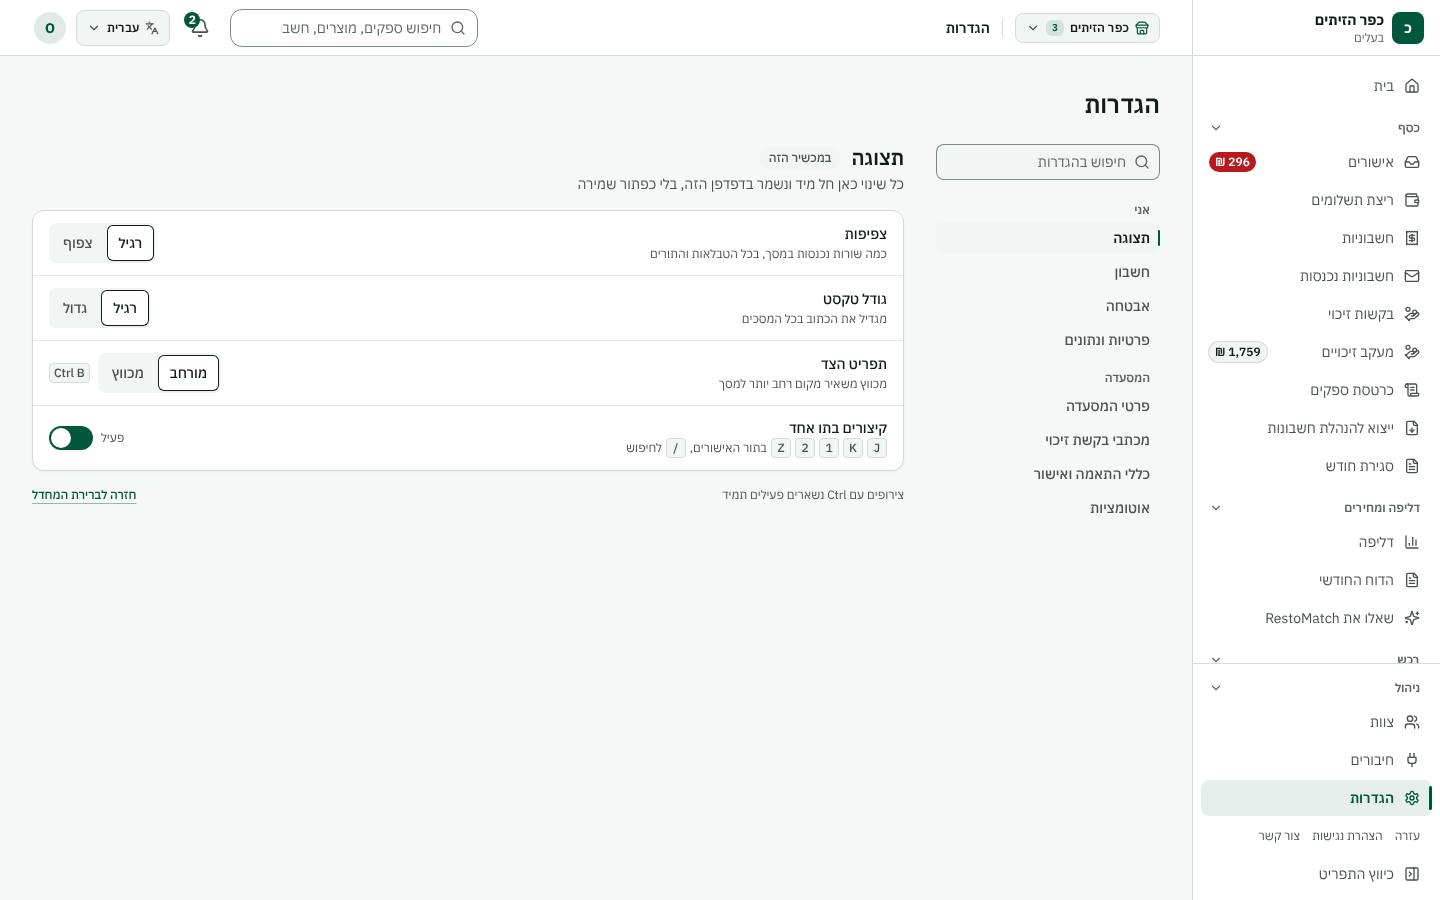 כ
כפר הזיתים
בעלים
כפר הזיתים 3
הגדרות
חיפוש ספקים, מוצרים, חשב
2
עברית
O
בית
כסף
אישורים
296 ₪
ריצת תשלומים
חשבוניות
חשבוניות נכנסות
בקשות זיכוי
מעקב זיכויים
1,759 ₪
כרטסת ספקים
ייצוא להנהלת חשבונות
סגירת חודש
דליפה ומחירים
דליפה
הדוח החודשי
שאלו את RestoMatch
רכש
ניהול
צוות
חיבורים
הגדרות
עזרה
הצהרת נגישות
צור קשר
כיווץ התפריט
הגדרות
חיפוש בהגדרות
אני
תצוגה
חשבון
אבטחה
פרטיות ונתונים
המסעדה
פרטי המסעדה
מכתבי בקשת זיכוי
כללי התאמה ואישור
אוטומציות
תצוגה
במכשיר הזה
כל שינוי כאן חל מיד ונשמר בדפדפן הזה, בלי כפתור שמירה
צפיפות
כמה שורות נכנסות במסך, בכל הטבלאות והתורים
רגיל
צפוף
גודל טקסט
מגדיל את הכתוב בכל המסכים
רגיל
גדול
תפריט הצד
מכווץ משאיר מקום רחב יותר למסך
מורחב
מכווץ
Ctrl B
קיצורים בתו אחד
J K 1 2 Z בתור האישורים, / לחיפוש
פעיל
צירופים עם Ctrl נשארים פעילים תמיד
חזרה לברירת המחדל